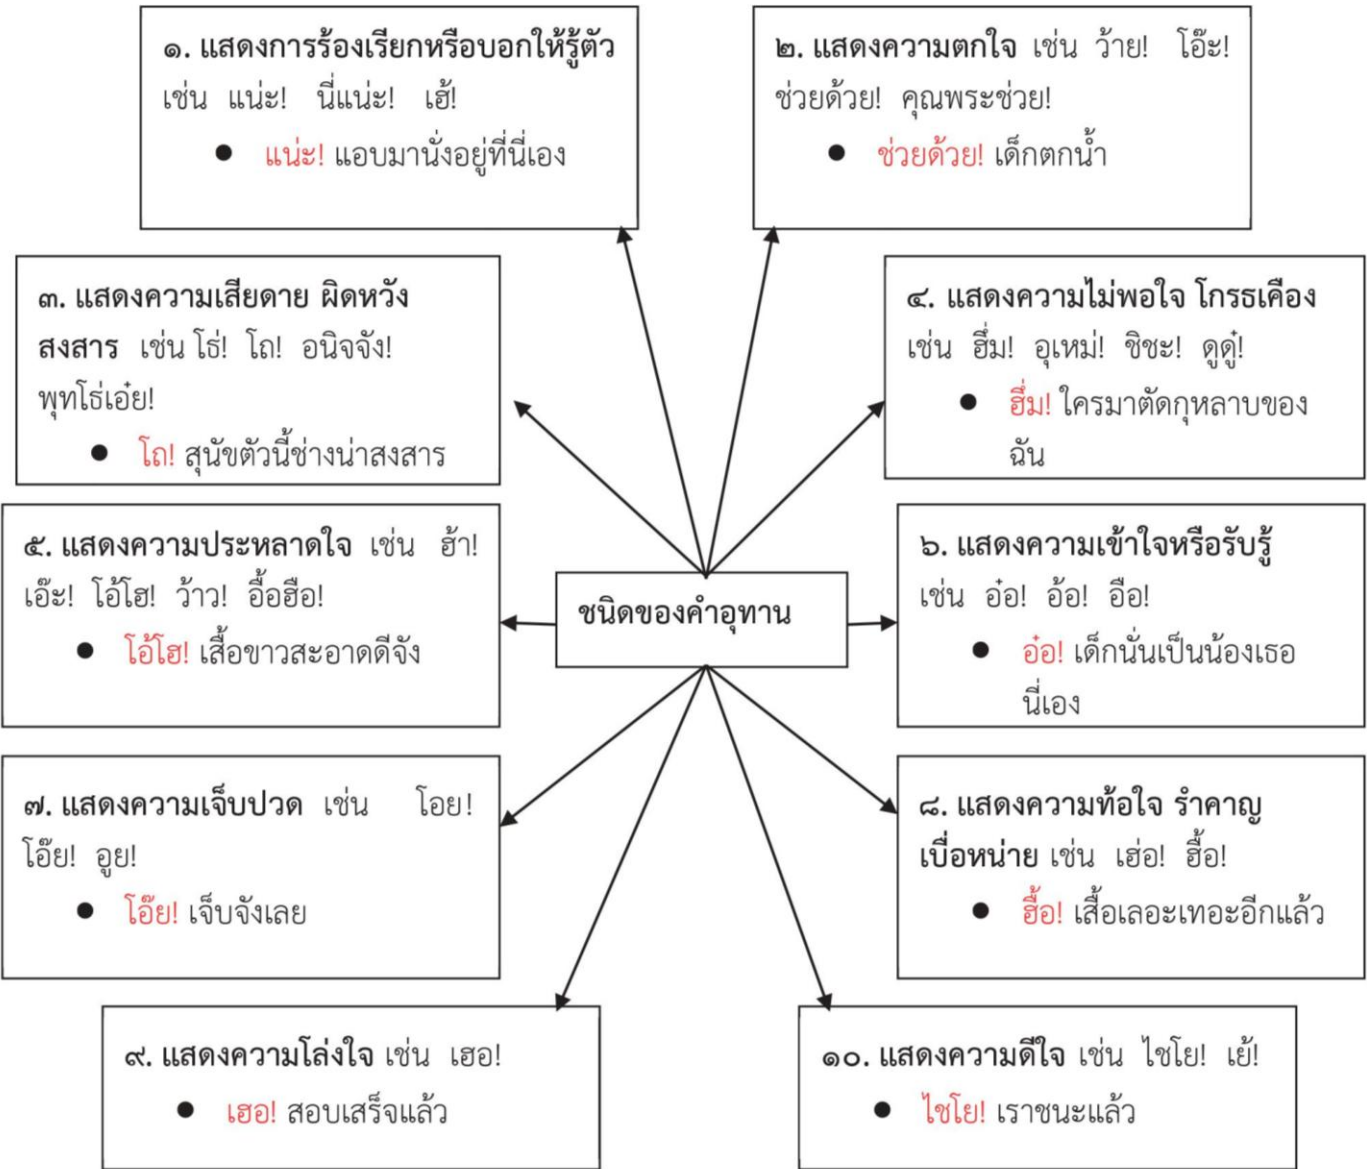 ๑. แสดงการร้องเรียกหรือบอกให้รู้ตัว
เช่น แน่ะ! นี่แน่ะ! เฮ้!
● แน่ะ! แอบมานั่งอยู่ที่นี่เอง
๒. แสดงความตกใจ เช่น ว้าย! โอ๊ะ!
ช่วยด้วย! คุณพระช่วย!
● ช่วยด้วย! เด็กตกน้ำ
๓. แสดงความเสียดาย ผิดหวัง
สงสาร เช่น โธ่! โถ! อนิจจัง!
พุทโธ่เอ๋ย!
● โถ! สุนัขตัวนี้ช่างน่าสงสาร
๔. แสดงความไม่พอใจ โกรธเคือง
เช่น ฮึ่ม! อุเหม่! ชิชะ! ดูดู๋!
● ฮึ่ม! ใครมาตัดกุหลาบของ
ฉัน
๕. แสดงความประหลาดใจ เช่น ฮ้า!
เอ๊ะ! โอ้โฮ! ว้าว! อื้อฮือ!
● โอ้โฮ! เสื้อขาวสะอาดดีจัง
ชนิดของคำอุทาน
๖. แสดงความเข้าใจหรือรับรู้
เช่น อ๋อ! อ้อ! อือ!
● อ๋อ! เด็กนั่นเป็นน้องเธอ
นี่เอง
๗. แสดงความเจ็บปวด เช่น โอย!
โอ๊ย! อูย!
● โอ๊ย! เจ็บจังเลย
๘. แสดงความท้อใจ รำคาญ
เบื่อหน่าย เช่น เฮ่อ! ฮื้อ!
● ฮื้อ! เสื้อเลอะเทอะอีกแล้ว
๙. แสดงความโล่งใจ เช่น เฮอ!
● เฮอ! สอบเสร็จแล้ว
๑๐. แสดงความดีใจ เช่น ไชโย! เย้!
● ไชโย! เราชนะแล้ว